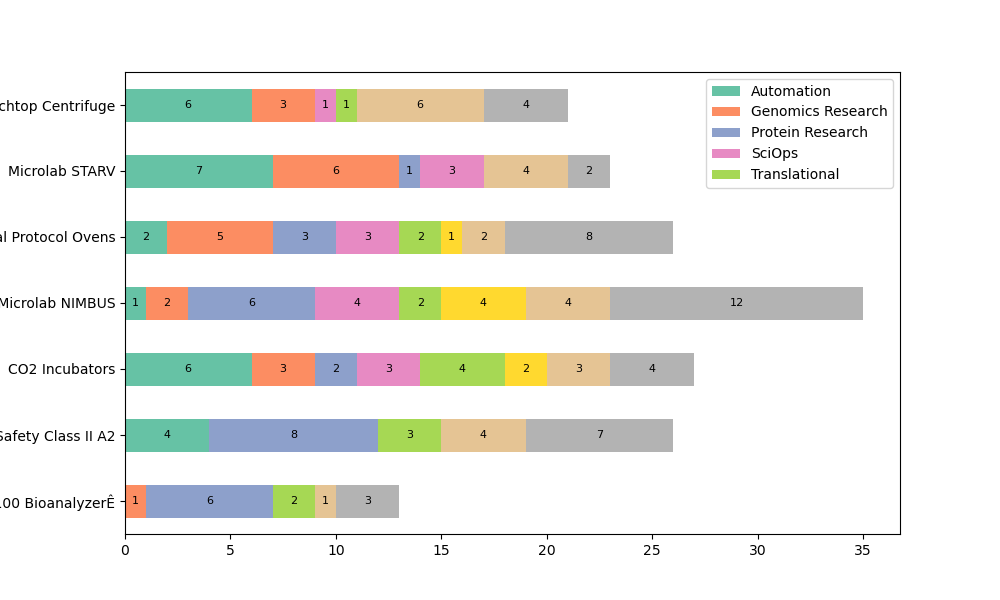 Automation
Genomics Research
Protein Research
SciOps
Translational
chtop Centrifuge 6 3 1 1 6 4
Microlab STARV 7 6 1 3 4 2
al Protocol Ovens 2 5 3 3 2 1 2 8
Microlab NIMBUS 1 2 6 4 2 4 4 12
CO2 Incubators 6 3 2 3 4 2 3 4
Safety Class II A2 4 8 3 4 7
100 BioanalyzerÊ 1 6 2 1 3
0 5 10 15 20 25 30 35